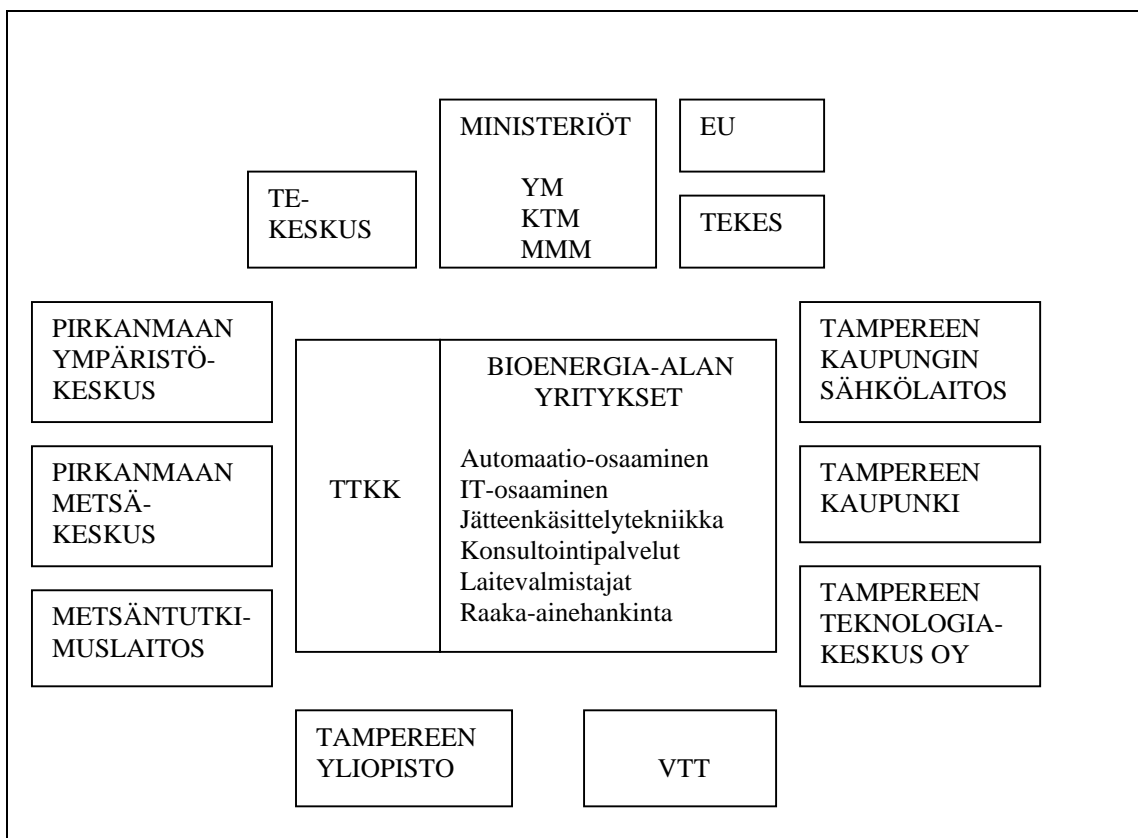 MINISTERIÖT
YM
KTM
MMM
EU
TE-
KESKUS
TEKES
PIRKANMAAN
YMPÄRISTÖ-
KESKUS
TTKK
BIOENERGIA-ALAN
YRITYKSET
Automaatio-osaaminen
IT-osaaminen
Jätteenkäsittelytekniikka
Konsultointipalvelut
Laitevalmistajat
Raaka-ainehankinta
TAMPEREEN
KAUPUNGIN
SÄHKÖLAITOS
PIRKANMAAN
METSÄ-
KESKUS
TAMPEREEN
KAUPUNKI
METSÄNTUTKI-
MUSLAITOS
TAMPEREEN
TEKNOLOGIA-
KESKUS OY
TAMPEREEN
YLIOPISTO
VTT